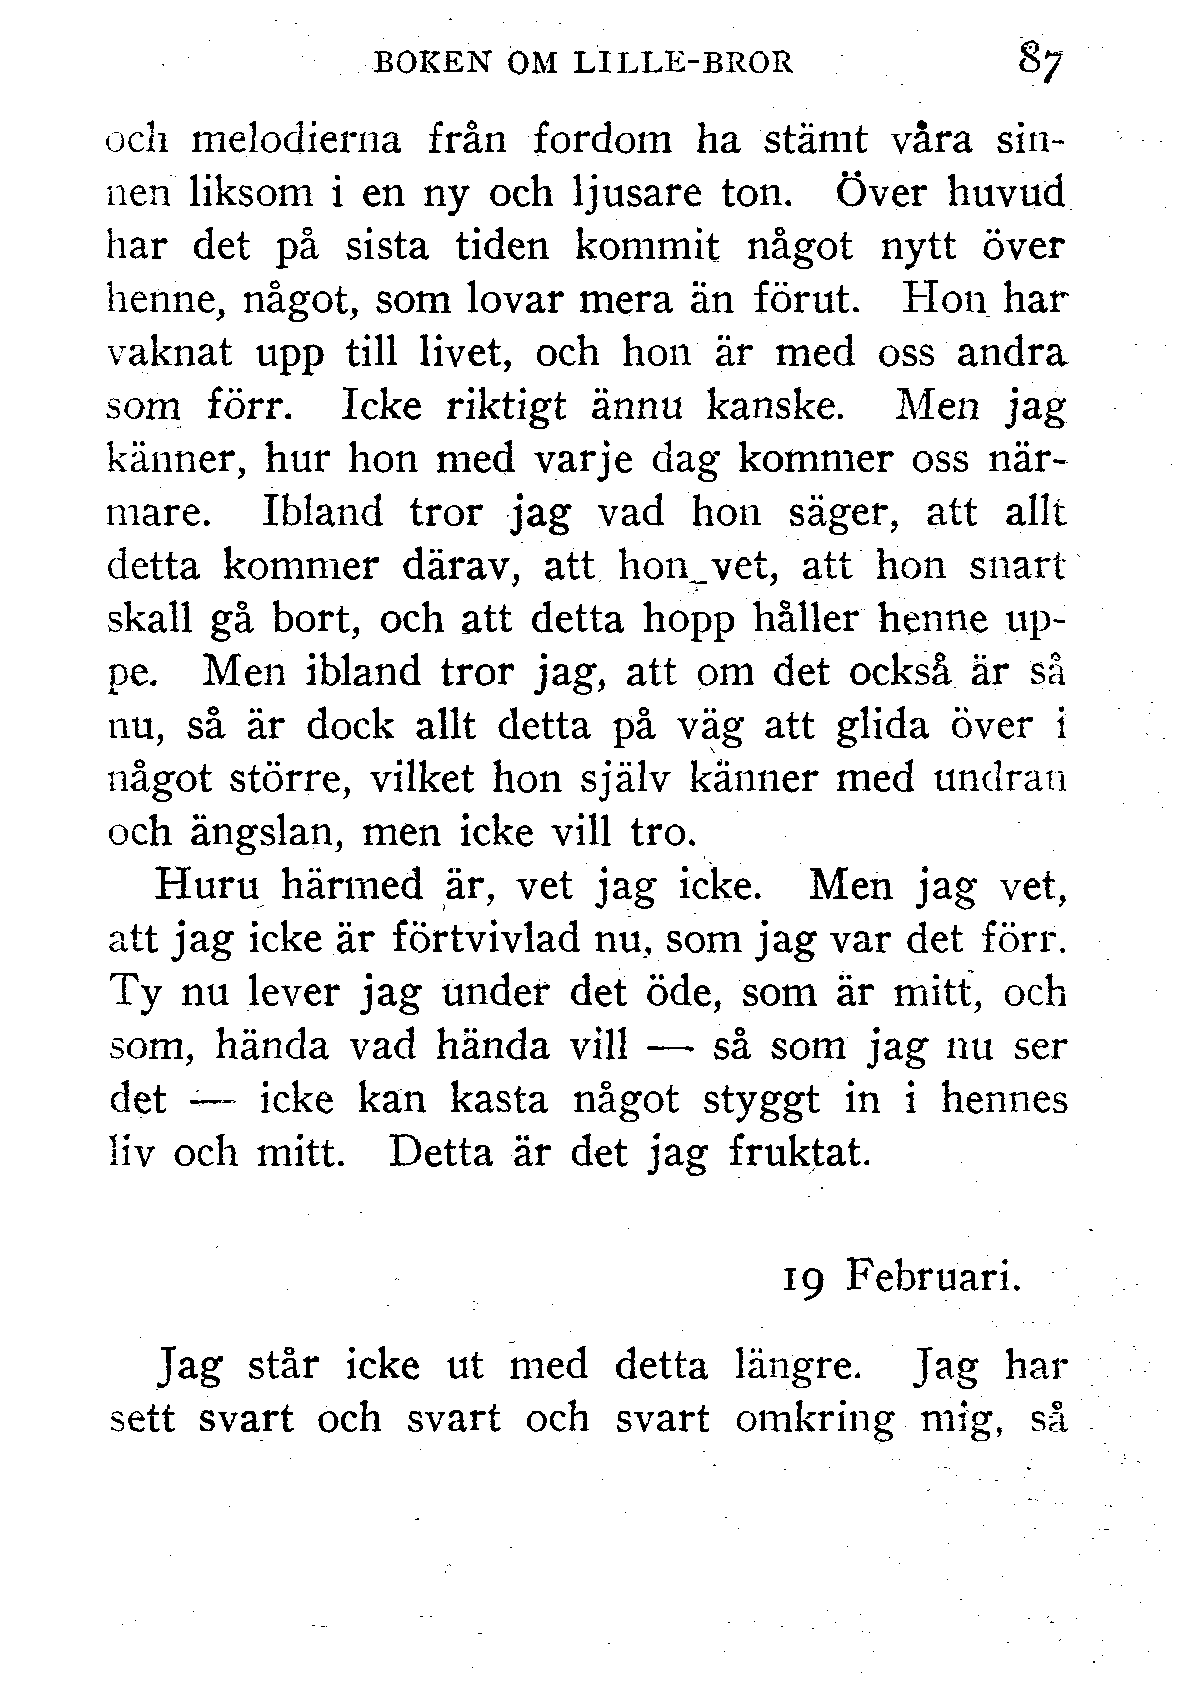 BOKEN OM LILLE-BROR 87
och melodierna från fordom ha stämt våra sin-
nen liksom i en ny och ljusare ton. Över huvud
har det på sista tiden kommit något nytt över
henne, något, som lovar mera än förut. Hon har
vaknat upp till livet, och hon är med oss andra
som förr. Icke riktigt ännu kanske. Men jag
känner, hur hon med varje dag kommer oss när-
mare. Ibland tror jag vad hon säger, att allt
detta kommer därav, att hon vet, att hon snart
skall gå bort, och att detta hopp håller henne up-
pe. Men ibland tror jag, att om det också är så
nu, så är dock allt detta på väg att glida över i
något större, vilket hon själv känner med undran
och ängslan, men icke vill tro.
Huru härmed är, vet jag icke. Men jag vet,
att jag icke är förtvivlad nu, som jag var det förr.
Ty nu lever jag under det öde, som är mitt, och
som, hända vad hända vill — så som jag nu ser
det — icke kan kasta något styggt in i hennes
liv och mitt. Detta är det jag fruktat.
19 Februari.
Jag står icke ut med detta längre. Jag har
sett svart och svart och svart omkring mig, så